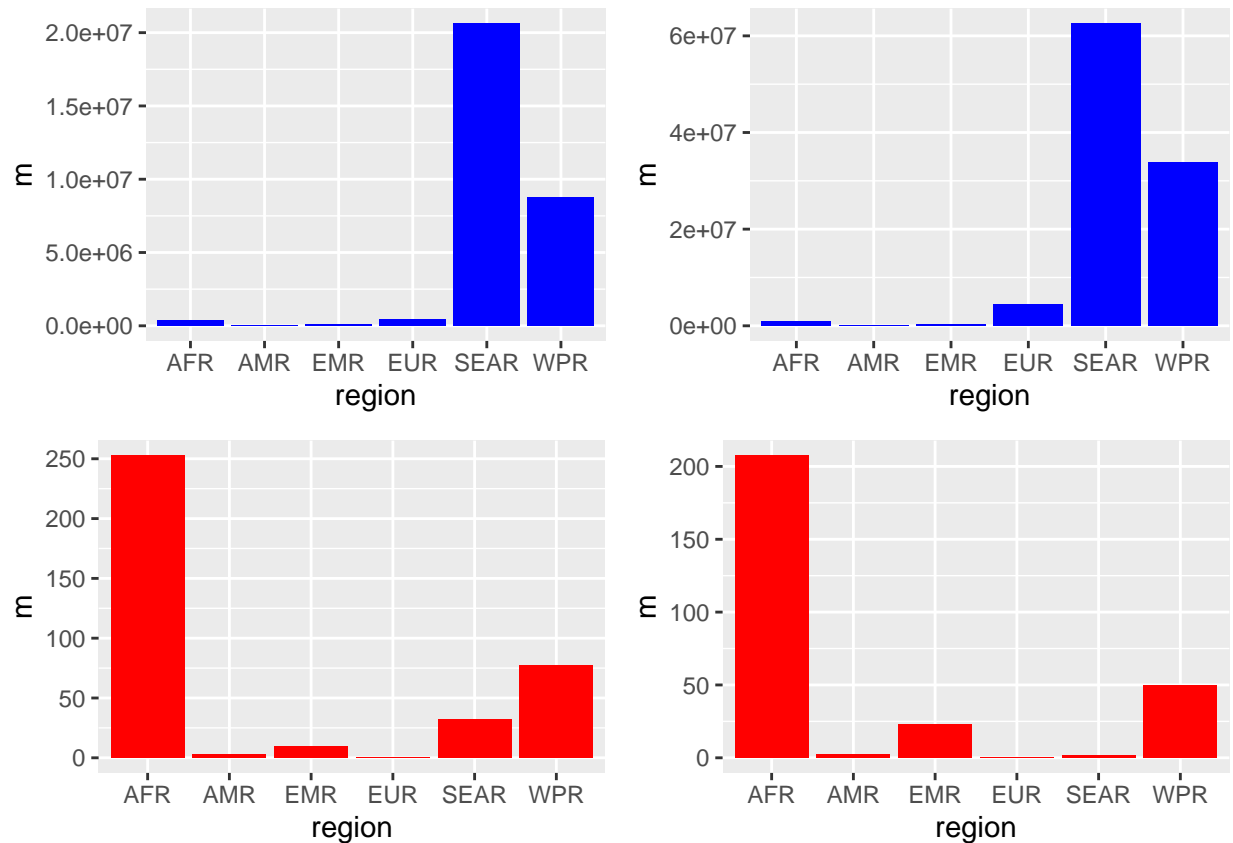 2.0e+07
1.5e+07
1.0e+07
5.0e+06
0.0e+00
m
AFR AMR EMR EUR SEAR WPR
region
6e+07
4e+07
2e+07
0e+00
m
AFR AMR EMR EUR SEAR WPR
region
250
200
150
100
50
0
m
AFR AMR EMR EUR SEAR WPR
region
200
150
100
50
0
m
AFR AMR EMR EUR SEAR WPR
region